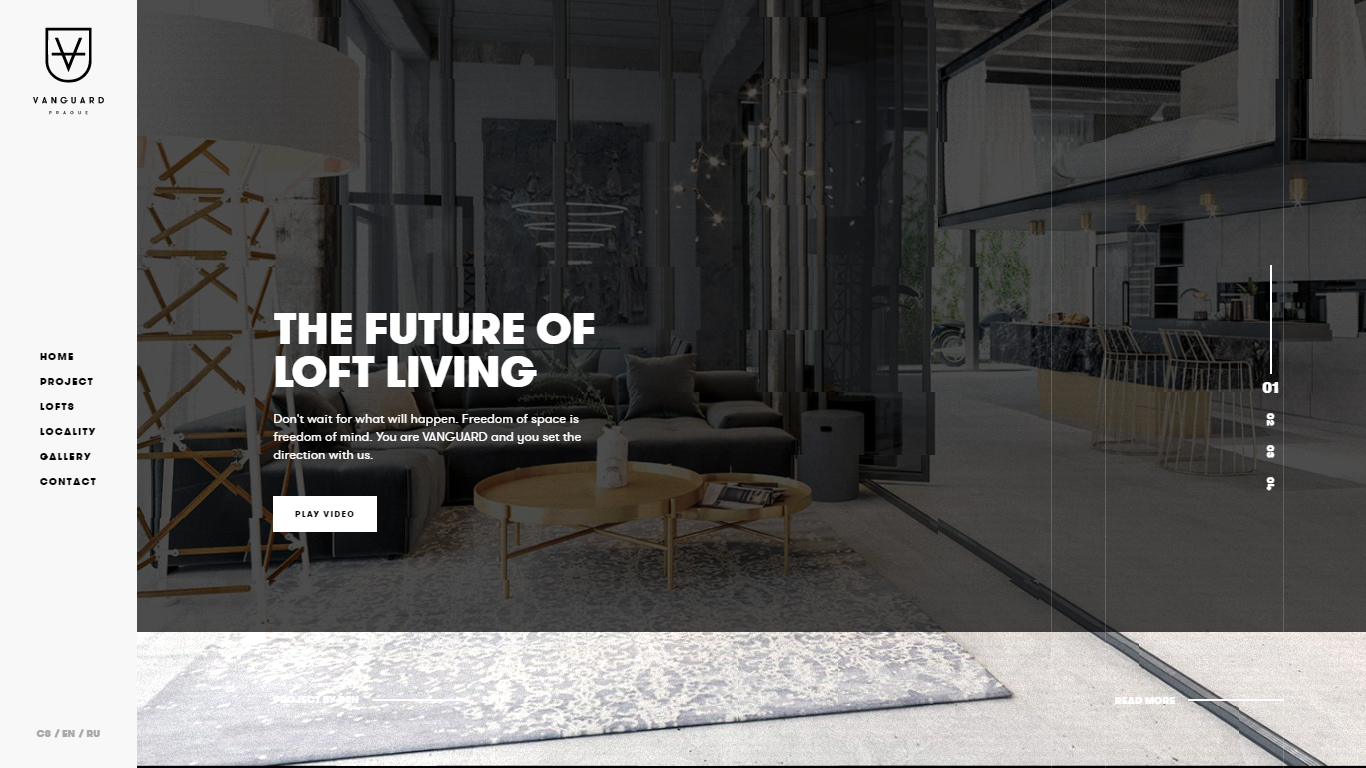 VANGUARD
PRAGUE
HOME
PROJECT
LOFTS
LOCALITY
GALLERY
CONTACT
CS / EN / RU
THE FUTURE OF
LOFT LIVING
Don't wait for what will happen. Freedom of space is
freedom of mind. You are VANGUARD and you set the
direction with us.
PLAY VIDEO
01
02
03
04
READ MORE